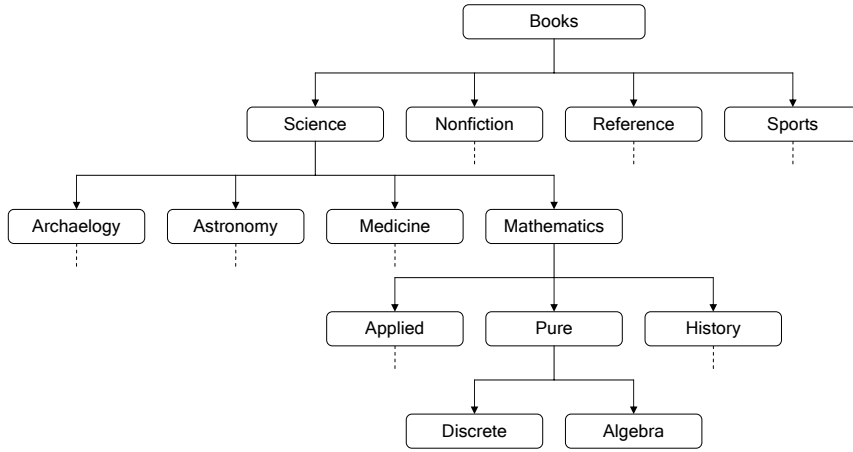 Books
Science
Nonfiction
Reference
Sports
Archaelogy
Astronomy
Medicine
Mathematics
Applied
Pure
History
Discrete
Algebra